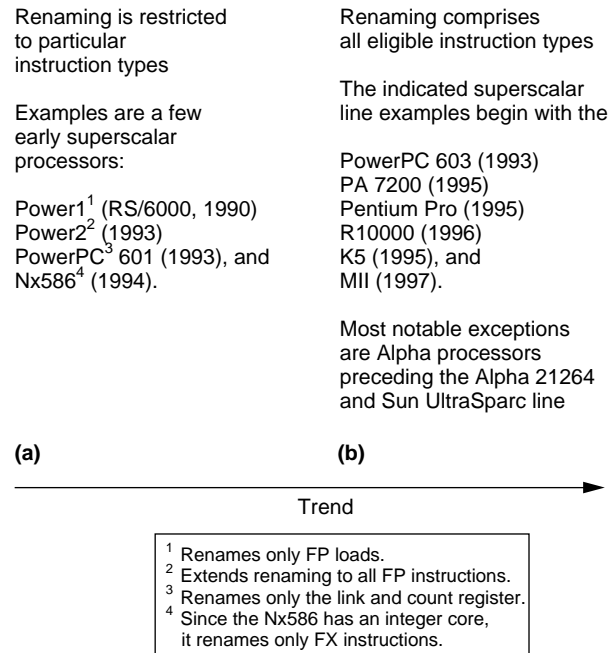 Renaming is restricted
to particular
instruction types
Examples are a few
early superscalar
processors:
Power1¹ (RS/6000, 1990)
Power2² (1993)
PowerPC³ 601 (1993), and
Nx586⁴ (1994).
(a)
Renaming comprises
all eligible instruction types
The indicated superscalar
line examples begin with the
PowerPC 603 (1993)
PA 7200 (1995)
Pentium Pro (1995)
R10000 (1996)
K5 (1995), and
MII (1997).
Most notable exceptions
are Alpha processors
preceding the Alpha 21264
and Sun UltraSparc line
(b)
Trend
¹ Renames only FP loads.
² Extends renaming to all FP instructions.
³ Renames only the link and count register.
⁴ Since the Nx586 has an integer core,
it renames only FX instructions.